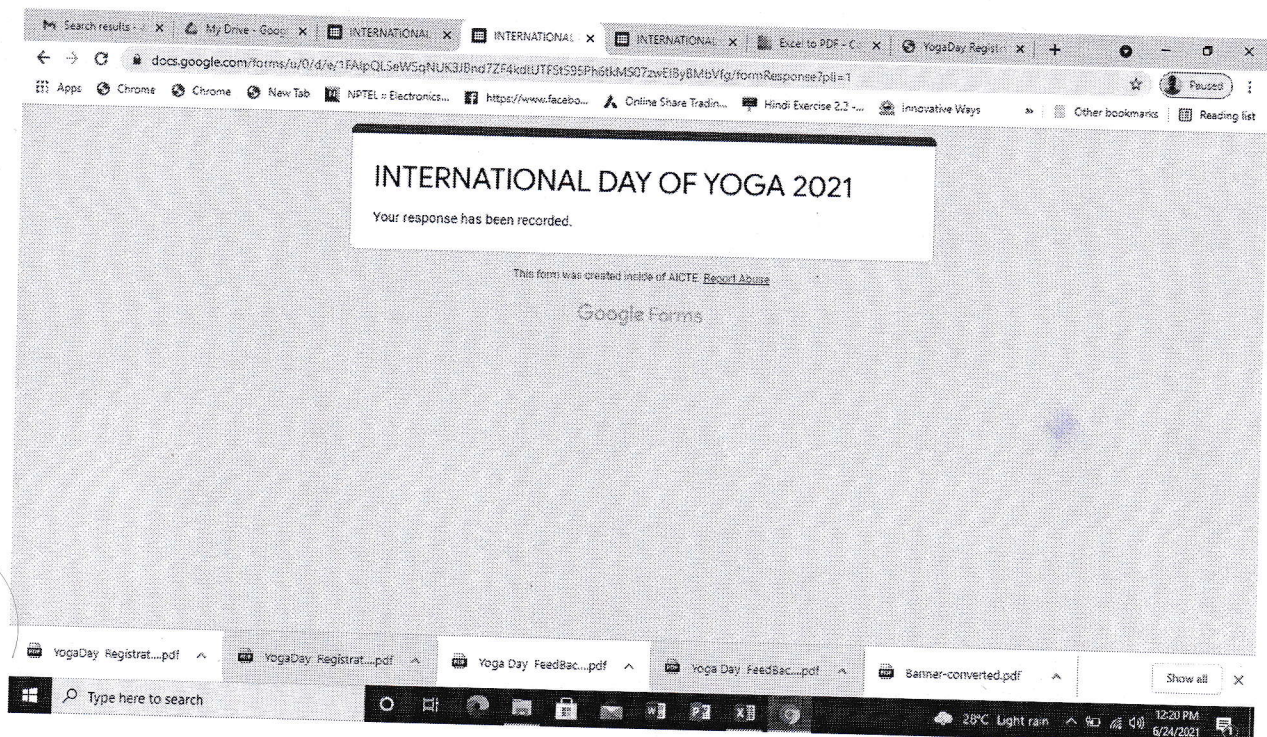 Search results -
My Drive - Goog
INTERNATIONAL
INTERNATIONAL
INTERNATIONAL
Excel to PDF - C
YogaDay Registr
docs.google.com/forms/u/0/d/e/
/formResponse?pli=1
Paused
Apps
Chrome
Chrome
New Tab
NPTEL :: Electronics...
https://www.facebo...
Online Share Tradin...
Hindi Exercise 2.2 -...
Innovative Ways
»
Other bookmarks
Reading list
INTERNATIONAL DAY OF YOGA 2021
Your response has been recorded.
This form was created inside of AICTE. Report Abuse
Google Forms
YogaDay Registrat....pdf
YogaDay Registrat....pdf
Yoga Day FeedBac....pdf
Yoga Day FeedBac....pdf
Banner-converted.pdf
Show all
Type here to search
28°C Light rain
12:20 PM
6/24/2021